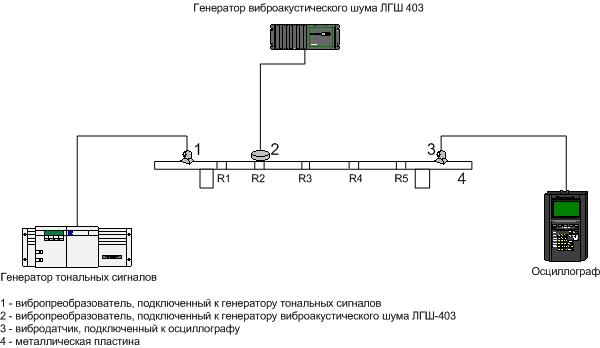 Генератор виброакустического шума ЛГШ 403
1
2
3
R1
R2
R3
R4
R5
4
Генератор тональных сигналов
Осциллограф
1 - вибропреобразователь, подключенный к генератору тональных сигналов
2 - вибропреобразователь, подключенный к генератору виброакустического шума ЛГШ-403
3 - вибродатчик, подключенный к осциллографу
4 - металлическая пластина